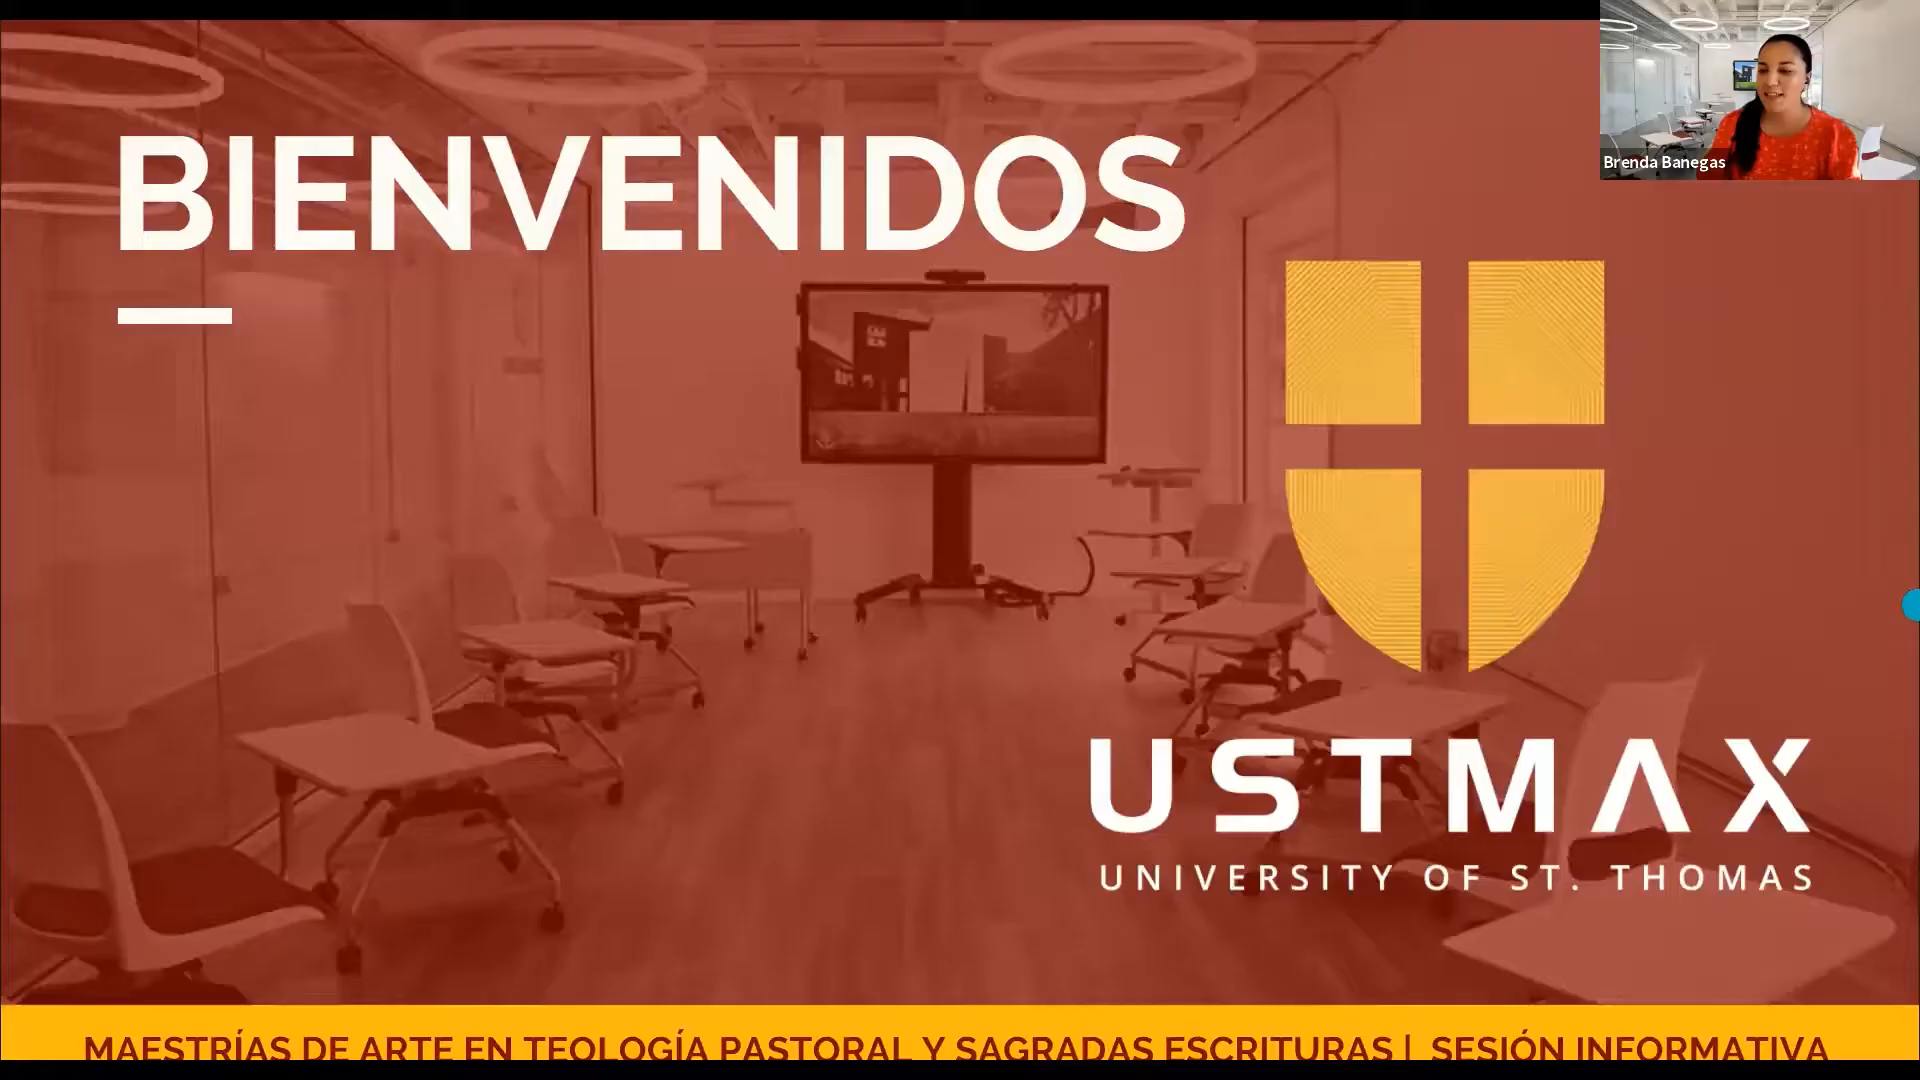 BIENVENIDOS
Brenda Banegas
USTMAX
UNIVERSITY OF ST. THOMAS
MAESTRÍAS DE ARTE EN TEOLOGÍA PASTORAL Y SAGRADAS ESCRITURAS | SESIÓN INFORMATIVA